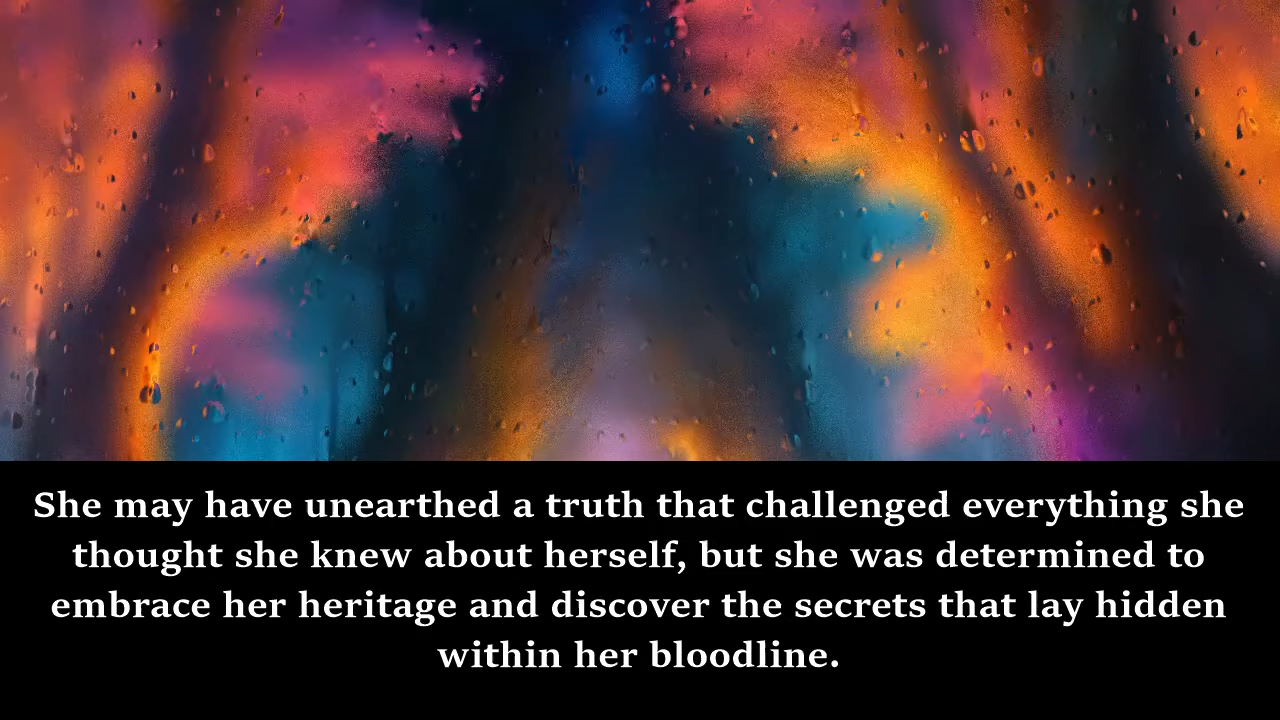 She may have unearthed a truth that challenged everything she
thought she knew about herself, but she was determined to
embrace her heritage and discover the secrets that lay hidden
within her bloodline.